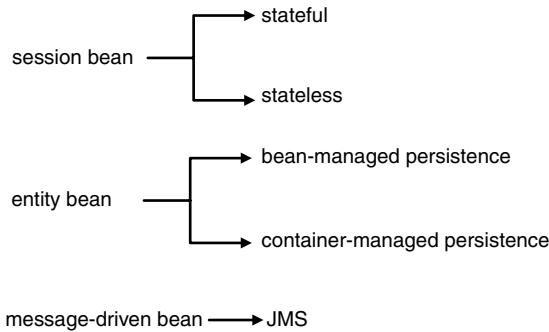 stateful
session bean
stateless
bean-managed persistence
entity bean
container-managed persistence
message-driven bean JMS